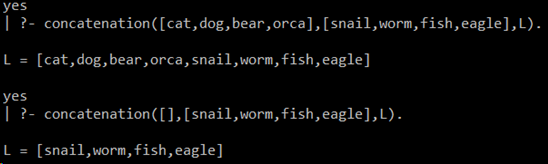 yes
| ?- concatenation([cat,dog,bear,orca],[snail,worm,fish,eagle],L).
L = [cat,dog,bear,orca,snail,worm,fish,eagle]
yes
| ?- concatenation([],[snail,worm,fish,eagle],L).
L = [snail,worm,fish,eagle]